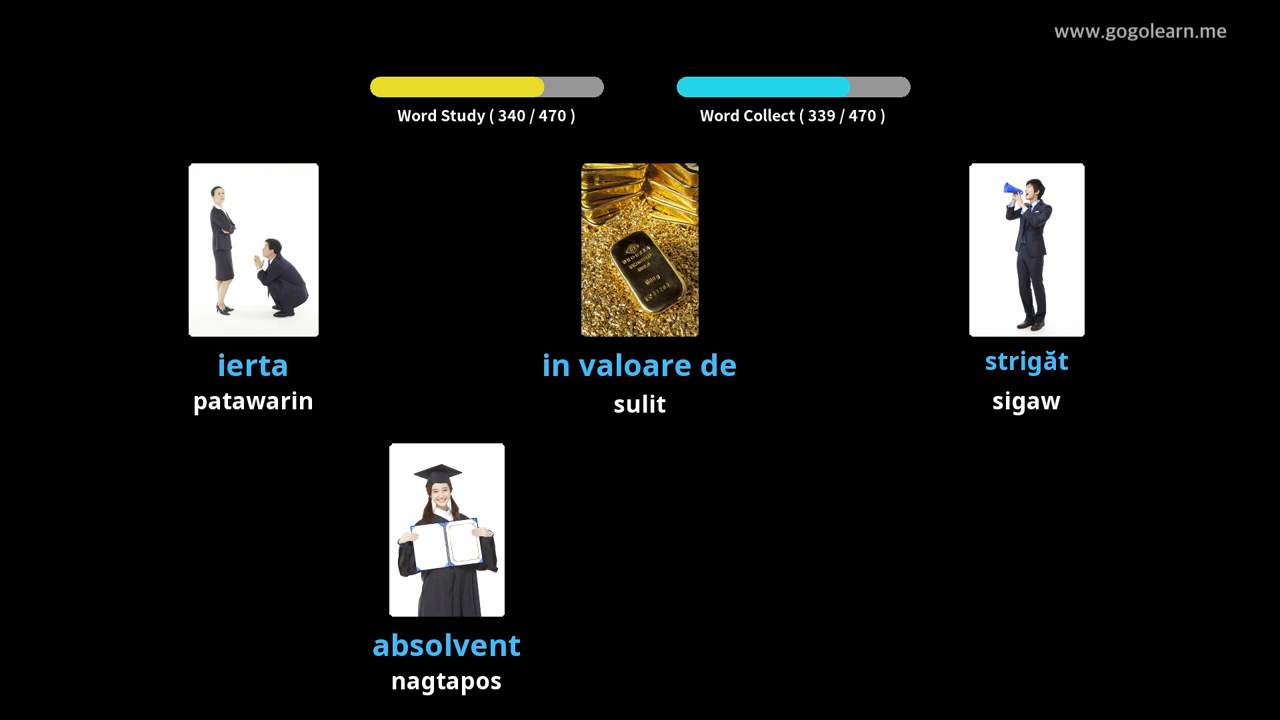 www.gogolearn.me
Word Study ( 340 / 470 )
Word Collect ( 339 / 470 )
ierta
patawarin
in valoare de
sulit
strigăt
sigaw
absolvent
nagtapos